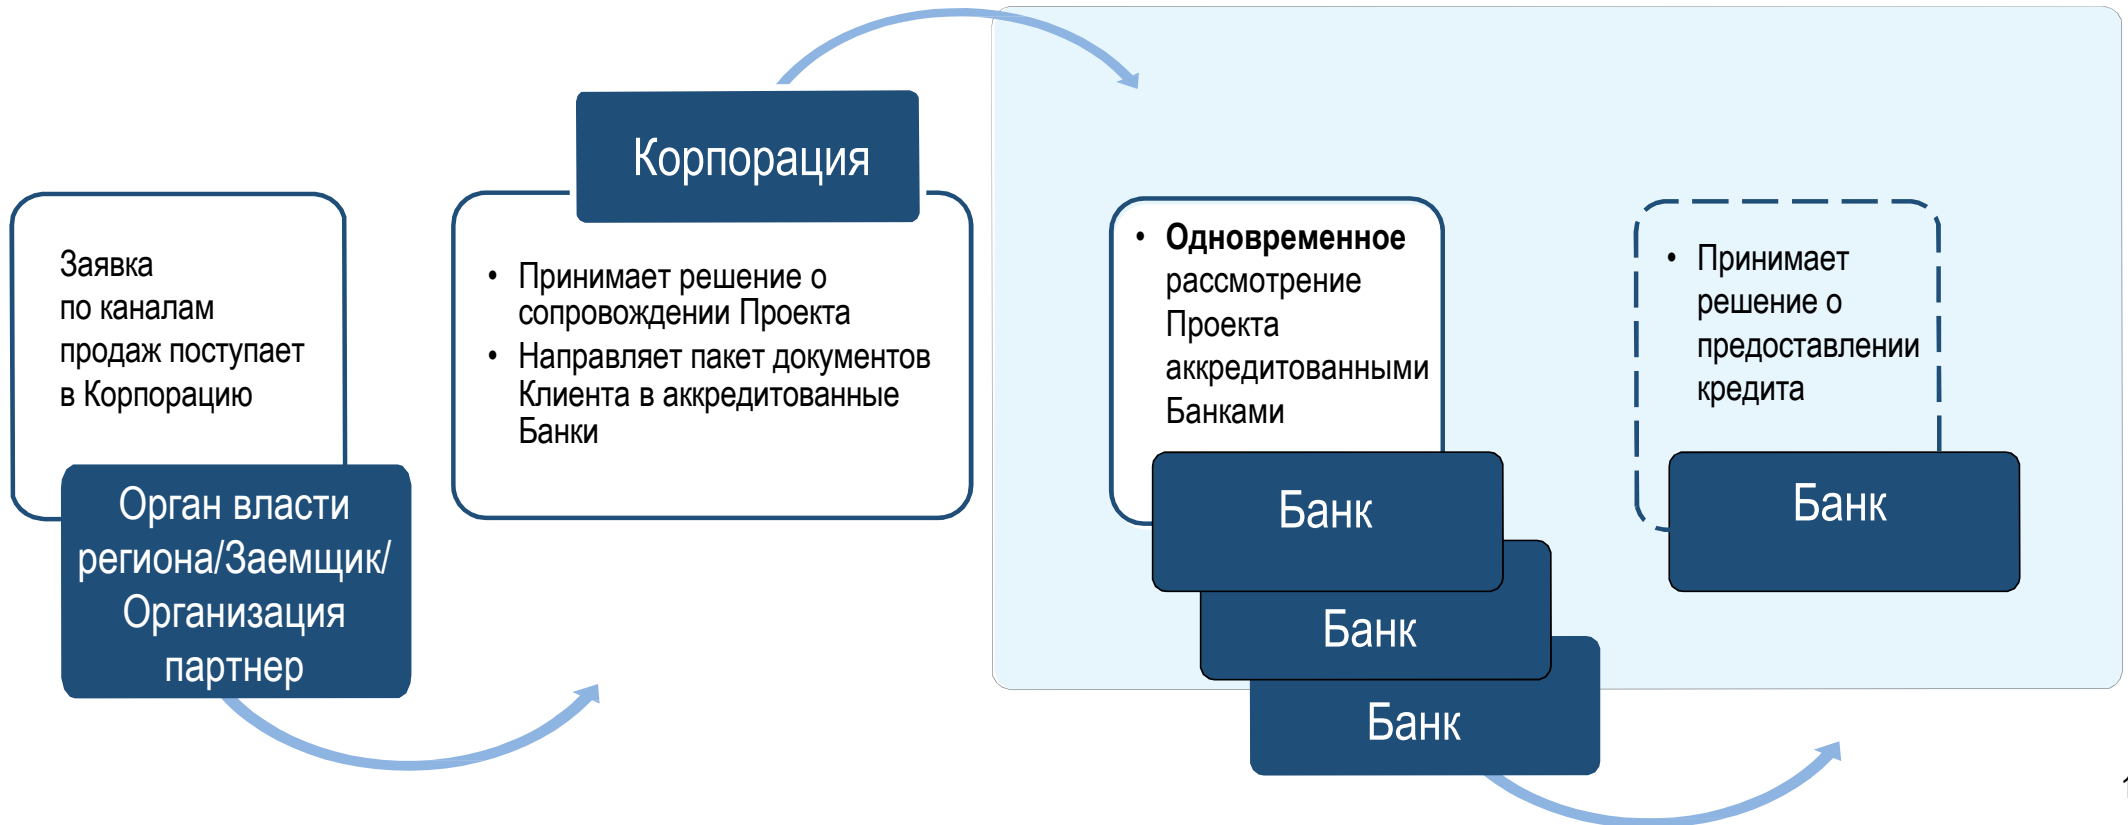 Заявка
по каналам
продаж поступает
в Корпорацию
Орган власти
региона/Заемщик/
Организация
партнер
Корпорация
• Принимает решение о
сопровождении Проекта
• Направляет пакет документов
Клиента в аккредитованные
Банки
• Одновременное
рассмотрение
Проекта
аккредитованными
Банками
Банк
Банк
Банк
• Принимает
решение о
предоставлении
кредита
Банк